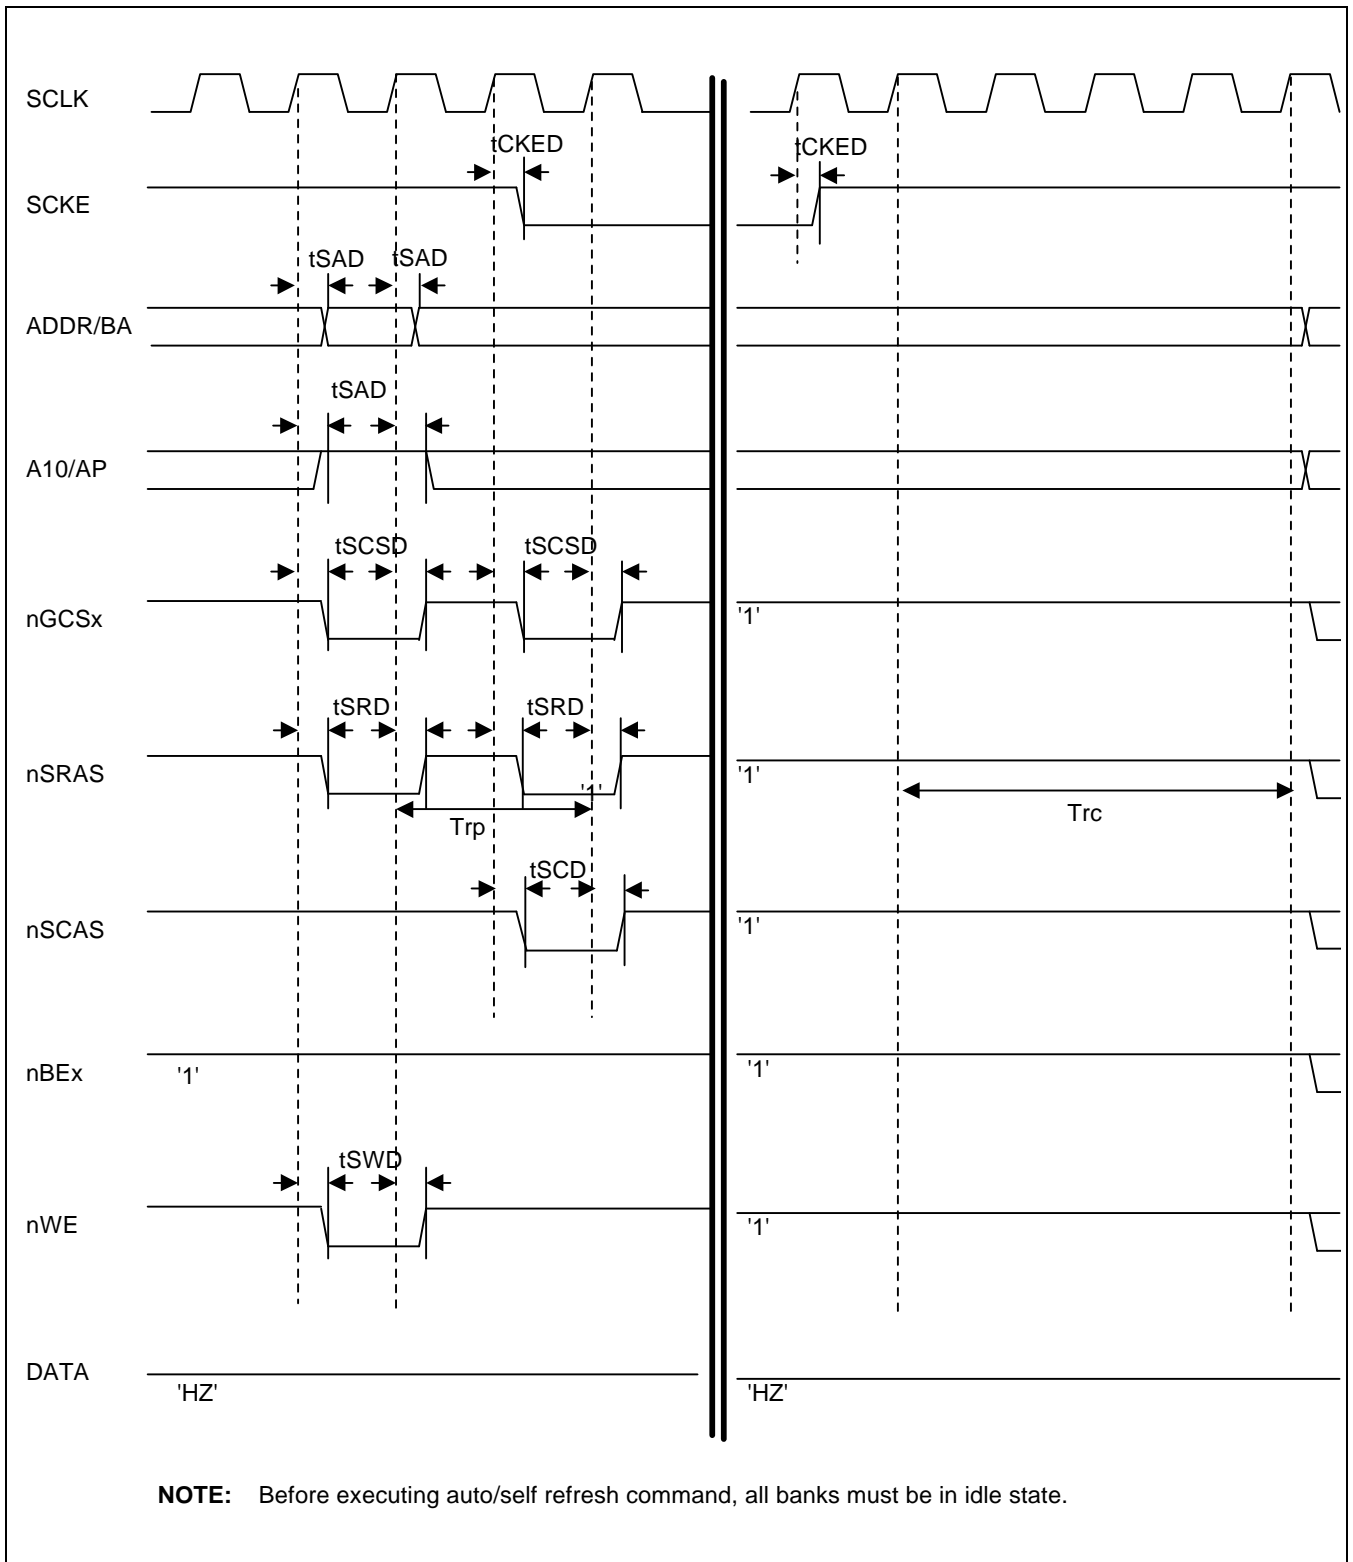 SCLK
tCKED
tCKED
SCKE
tSAD
tSAD
ADDR/BA
tSAD
A10/AP
tSCSD
tSCSD
nGCSx
'1'
tSRD
tSRD
nSRAS
'1'
'1'
Trp
Trc
tSCD
nSCAS
'1'
nBEx
'1'
'1'
tSWD
nWE
'1'
DATA
'HZ'
'HZ'
NOTE: Before executing auto/self refresh command, all banks must be in idle state.